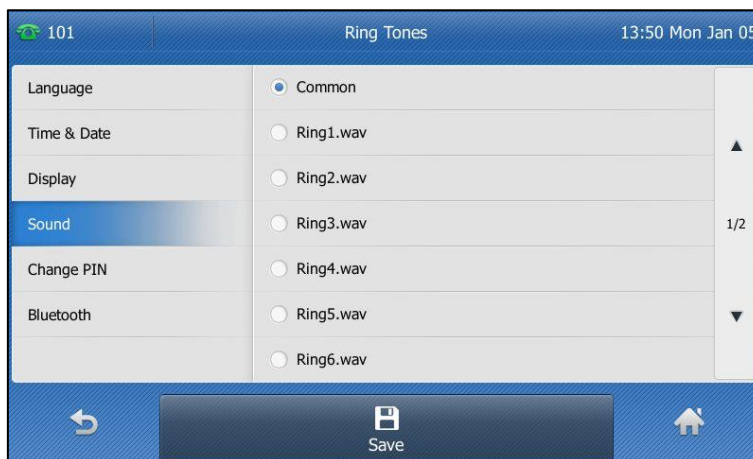 101
Ring Tones
13:50 Mon Jan 05
Language
Time & Date
Display
Sound
Change PIN
Bluetooth
Common
Ring1.wav
Ring2.wav
Ring3.wav
Ring4.wav
Ring5.wav
Ring6.wav
1/2
Save